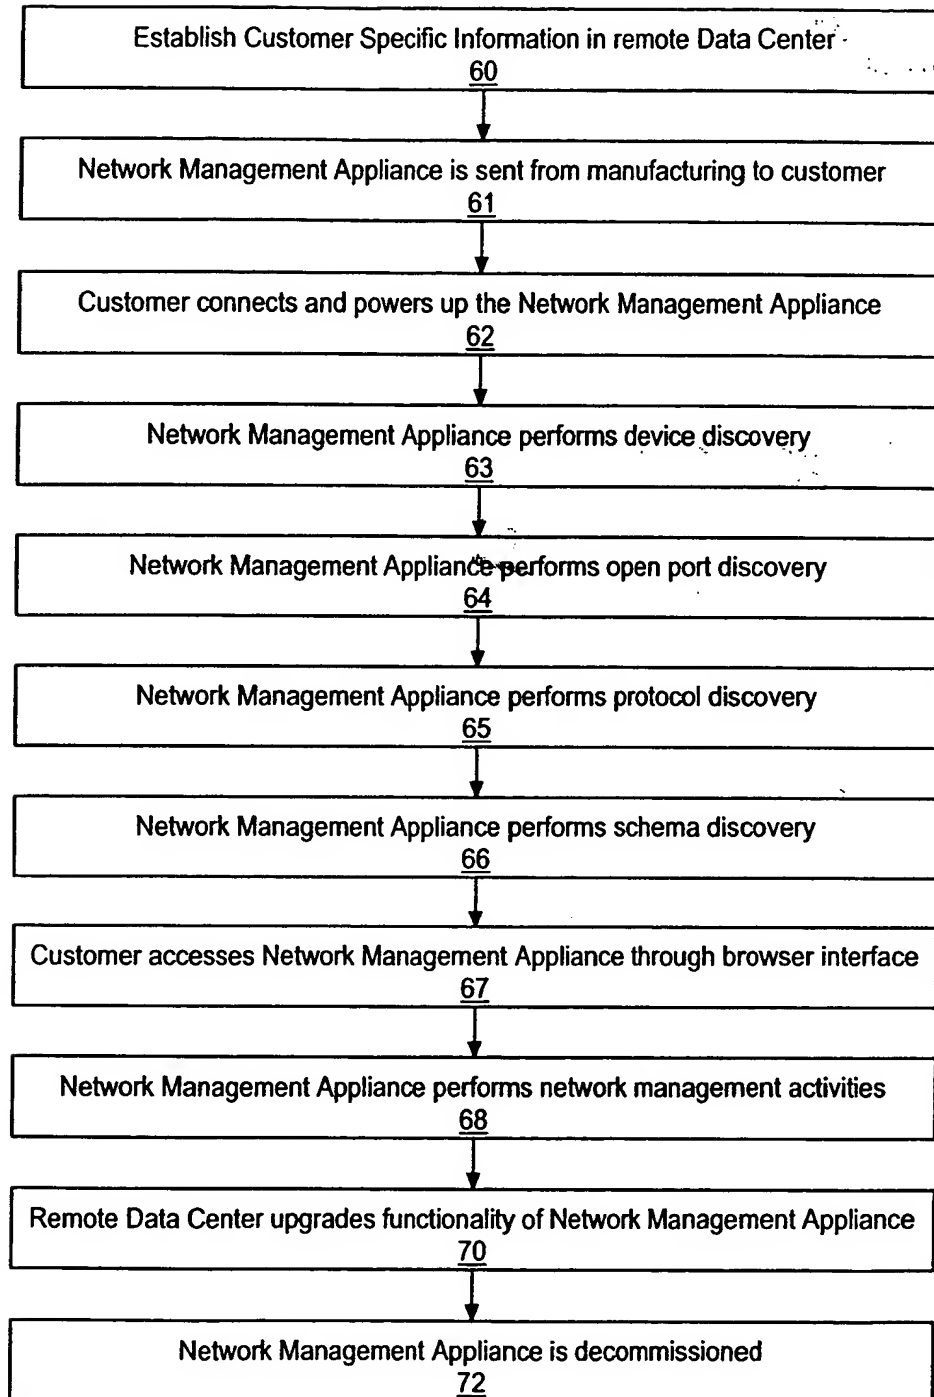 Establish Customer Specific Information in remote Data Center
60
Network Management Appliance is sent from manufacturing to customer
61
Customer connects and powers up the Network Management Appliance
62
Network Management Appliance performs device discovery
63
Network Management Appliance performs open port discovery
64
Network Management Appliance performs protocol discovery
65
Network Management Appliance performs schema discovery
66
Customer accesses Network Management Appliance through browser interface
67
Network Management Appliance performs network management activities
68
Remote Data Center upgrades functionality of Network Management Appliance
70
Network Management Appliance is decommissioned
72